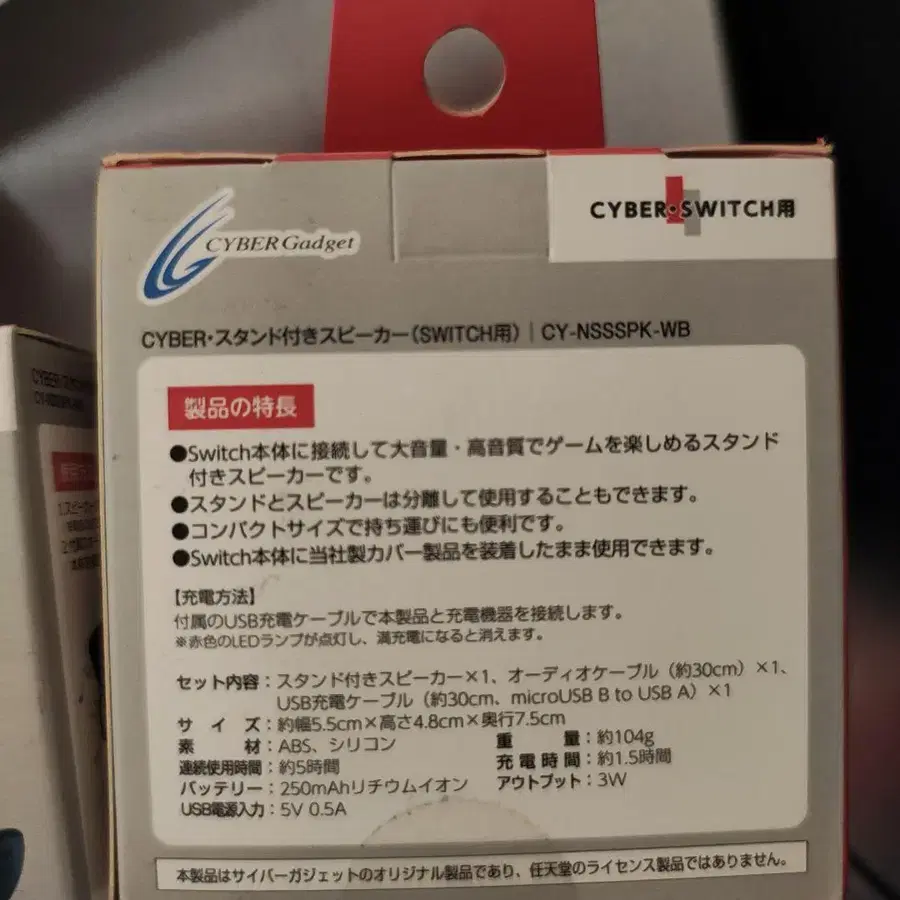 CYBER Gadget
CYBER・SWITCH用
CYBER・スタンド付きスピーカー（SWITCH用）｜CY-NSSSPK-WB
製品の特長
●Switch本体に接続して大音量・高音質でゲームを楽しめるスタンド
付きスピーカーです。
●スタンドとスピーカーは分離して使用することもできます。
●コンパクトサイズで持ち運びにも便利です。
●Switch本体に当社製カバー製品を装着したまま使用できます。
【充電方法】
付属のUSB充電ケーブルで本製品と充電機器を接続します。
※赤色のLEDランプが点灯し、満充電になると消えます。
セット内容：スタンド付きスピーカー×1、オーディオケーブル（約30cm）×1、
USB充電ケーブル（約30cm、microUSB B to USB A）×1
サイズ：約幅5.5cm×高さ4.8cm×奥行7.5cm
素材：ABS、シリコン 重量：約104g
連続使用時間：約5時間 充電時間：約1.5時間
バッテリー：250mAhリチウムイオン アウトプット：3W
USB電源入力：5V 0.5A
本製品はサイバーガジェットのオリジナル製品であり、任天堂のライセンス製品ではありません。